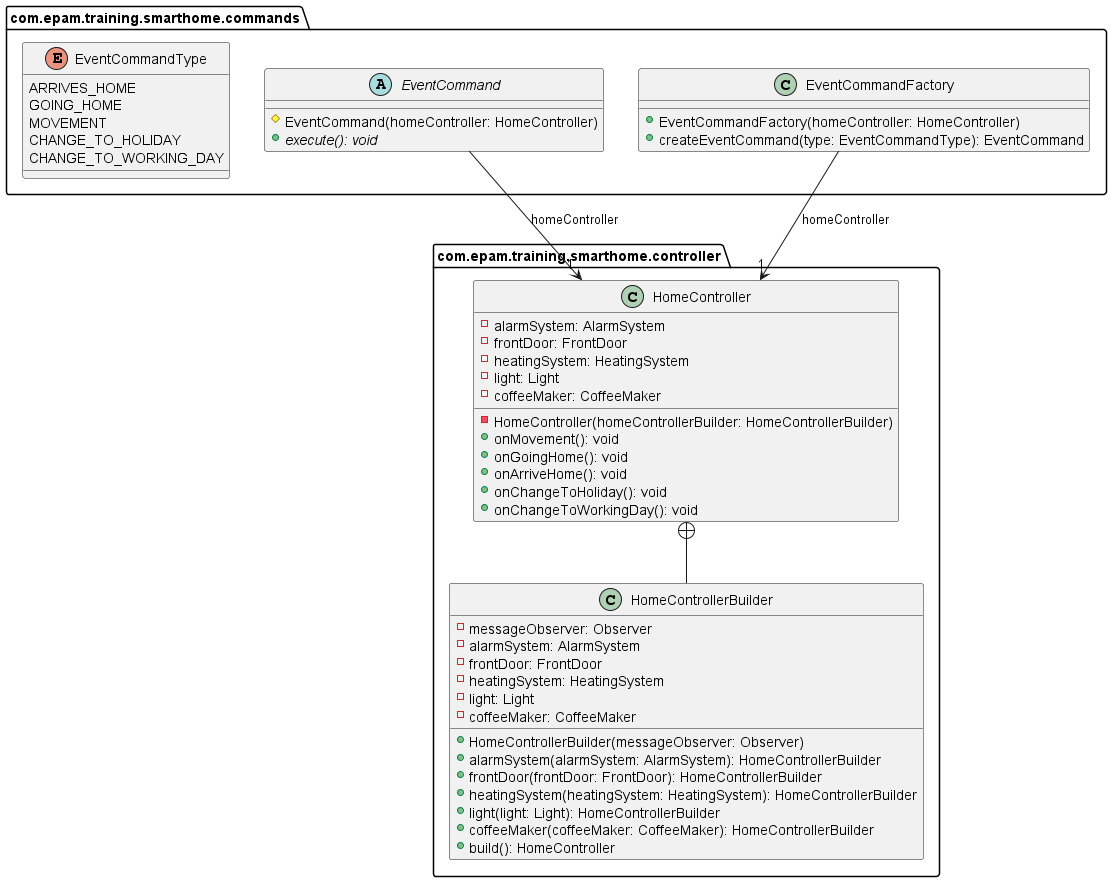 com.epam.training.smarthome.commands
E EventCommandType
ARRIVES_HOME
GOING_HOME
MOVEMENT
CHANGE_TO_HOLIDAY
CHANGE_TO_WORKING_DAY
A EventCommand
EventCommand(homeController: HomeController)
execute(): void
C EventCommandFactory
EventCommandFactory(homeController: HomeController)
createEventCommand(type: EventCommandType): EventCommand
homeController
1
homeController
1
com.epam.training.smarthome.controller
C HomeController
alarmSystem: AlarmSystem
frontDoor: FrontDoor
heatingSystem: HeatingSystem
light: Light
coffeeMaker: CoffeeMaker
HomeController(homeControllerBuilder: HomeControllerBuilder)
onMovement(): void
onGoingHome(): void
onArriveHome(): void
onChangeToHoliday(): void
onChangeToWorkingDay(): void
C HomeControllerBuilder
messageObserver: Observer
alarmSystem: AlarmSystem
frontDoor: FrontDoor
heatingSystem: HeatingSystem
light: Light
coffeeMaker: CoffeeMaker
HomeControllerBuilder(messageObserver: Observer)
alarmSystem(alarmSystem: AlarmSystem): HomeControllerBuilder
frontDoor(frontDoor: FrontDoor): HomeControllerBuilder
heatingSystem(heatingSystem: HeatingSystem): HomeControllerBuilder
light(light: Light): HomeControllerBuilder
coffeeMaker(coffeeMaker: CoffeeMaker): HomeControllerBuilder
build(): HomeController